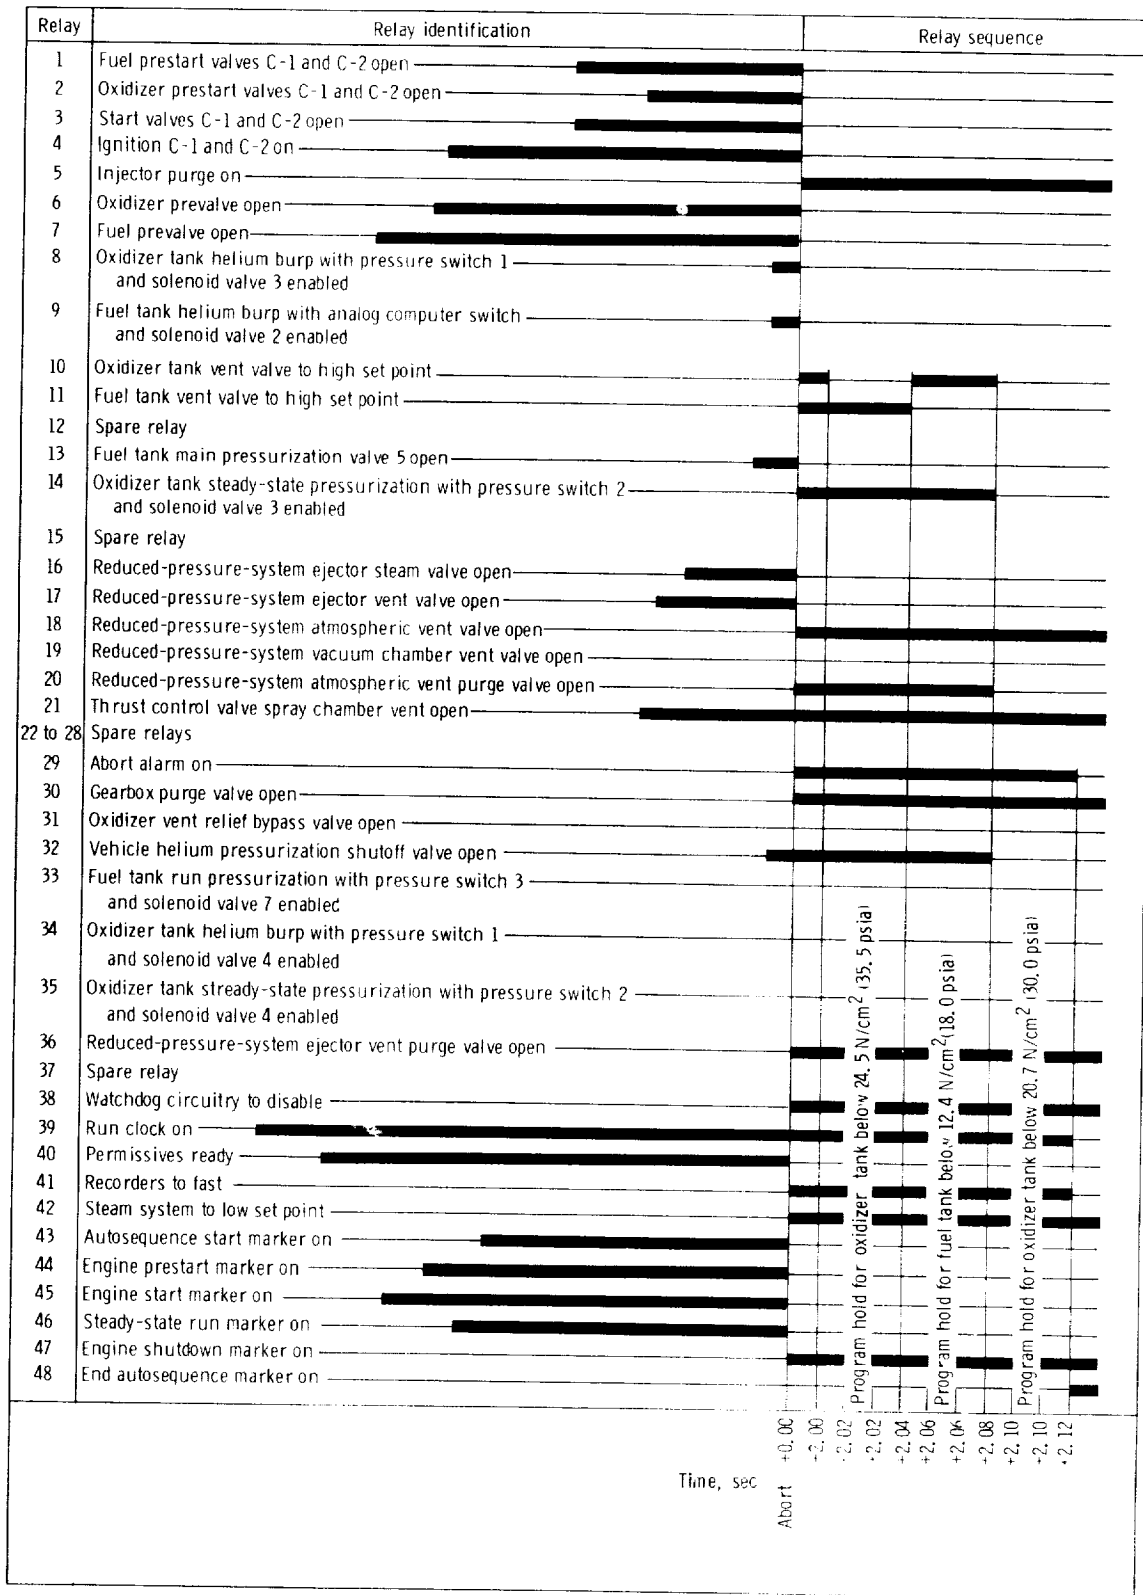 Relay Relay identification Relay sequence
1 Fuel prestart valves C-1 and C-2 open
2 Oxidizer prestart valves C-1 and C-2 open
3 Start valves C-1 and C-2 open
4 Ignition C-1 and C-2 on
5 Injector purge on
6 Oxidizer prevalve open
7 Fuel prevalve open
8 Oxidizer tank helium burp with pressure switch 1
and solenoid valve 3 enabled
9 Fuel tank helium burp with analog computer switch
and solenoid valve 2 enabled
10 Oxidizer tank vent valve to high set point
11 Fuel tank vent valve to high set point
12 Spare relay
13 Fuel tank main pressurization valve 5 open
14 Oxidizer tank steady-state pressurization with pressure switch 2
and solenoid valve 3 enabled
15 Spare relay
16 Reduced-pressure-system ejector steam valve open
17 Reduced-pressure-system ejector vent valve open
18 Reduced-pressure-system atmospheric vent valve open
19 Reduced-pressure-system vacuum chamber vent valve open
20 Reduced-pressure-system atmospheric vent purge valve open
21 Thrust control valve spray chamber vent open
22 to 28 Spare relays
29 Abort alarm on
30 Gearbox purge valve open
31 Oxidizer vent relief bypass valve open
32 Vehicle helium pressurization shutoff valve open
33 Fuel tank run pressurization with pressure switch 3
and solenoid valve 7 enabled
34 Oxidizer tank helium burp with pressure switch 1
and solenoid valve 4 enabled
35 Oxidizer tank stready-state pressurization with pressure switch 2
and solenoid valve 4 enabled
36 Reduced-pressure-system ejector vent purge valve open
37 Spare relay
38 Watchdog circuitry to disable
39 Run clock on
40 Permissives ready
41 Recorders to fast
42 Steam system to low set point
43 Autosequence start marker on
44 Engine prestart marker on
45 Engine start marker on
46 Steady-state run marker on
47 Engine shutdown marker on
48 End autosequence marker on
Program hold for oxidizer tank below 24.5 N/cm² (35.5 psia)
Program hold for fuel tank below 12.4 N/cm² (18.0 psia)
Program hold for oxidizer tank below 20.7 N/cm² (30.0 psia)
Time, sec
Abort +0.00
+2.00
+2.02
+2.02
+2.04
+2.06
+2.06
+2.08
+2.10
+2.10
+2.12